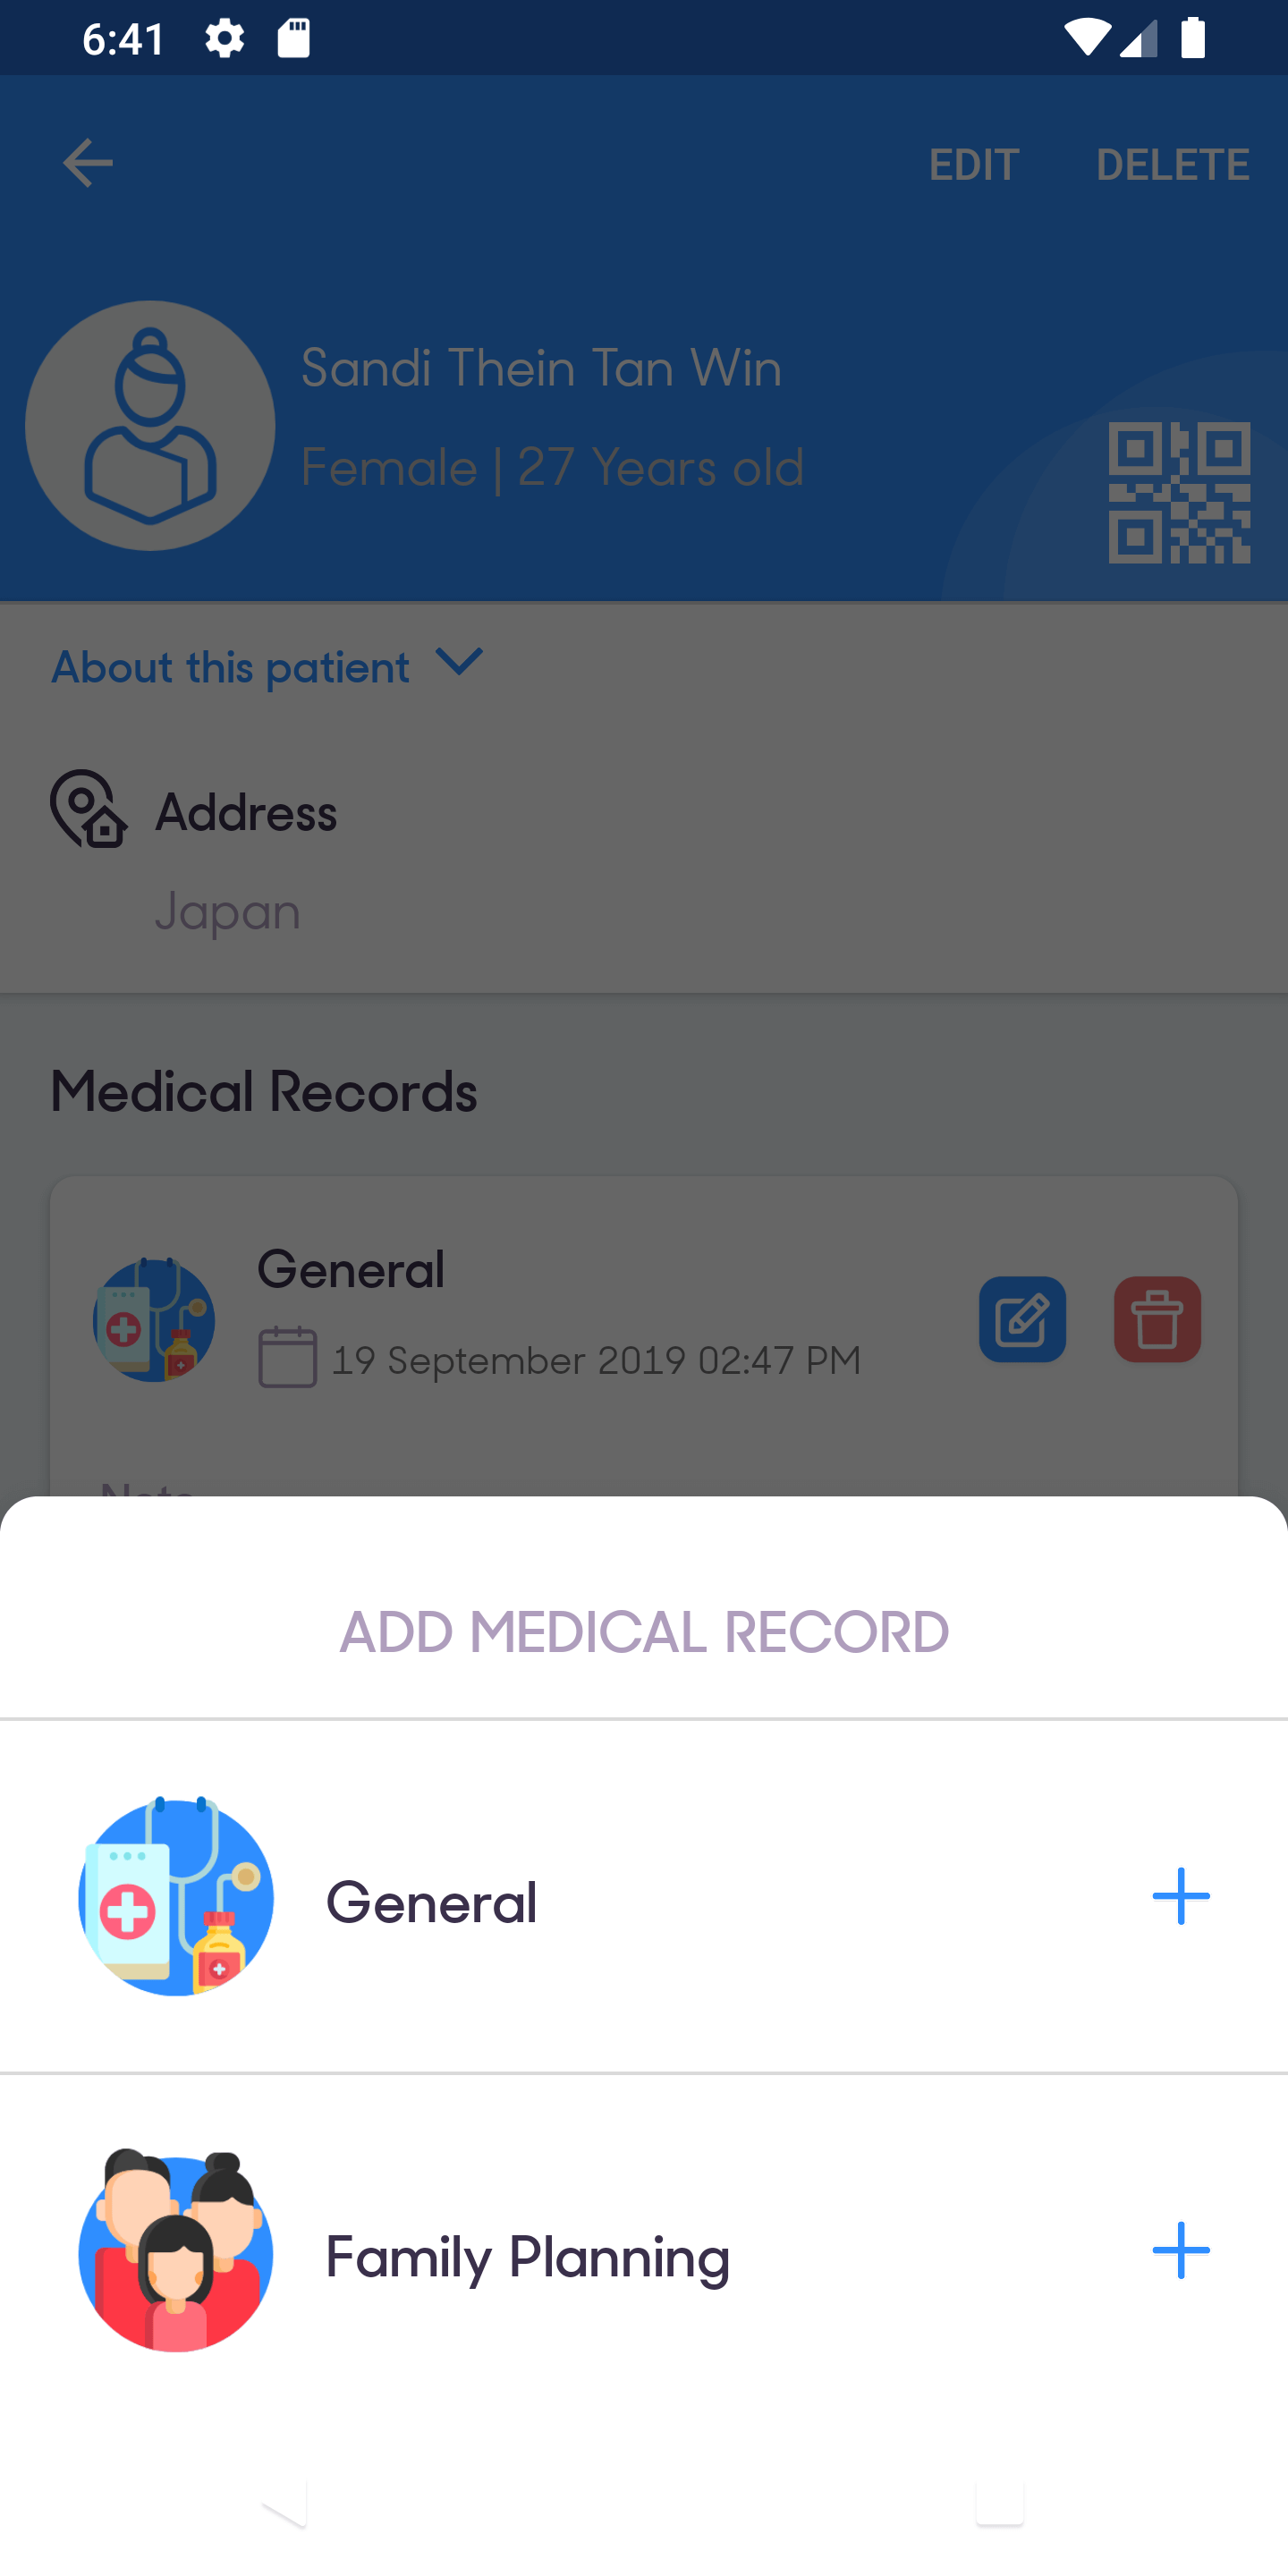 6:41
EDIT DELETE
Sandi Thein Tan Win
Female | 27 Years old
About this patient
Address
Japan
Medical Records
General
19 September 2019 02:47 PM
Note
ADD MEDICAL RECORD
General
Family Planning